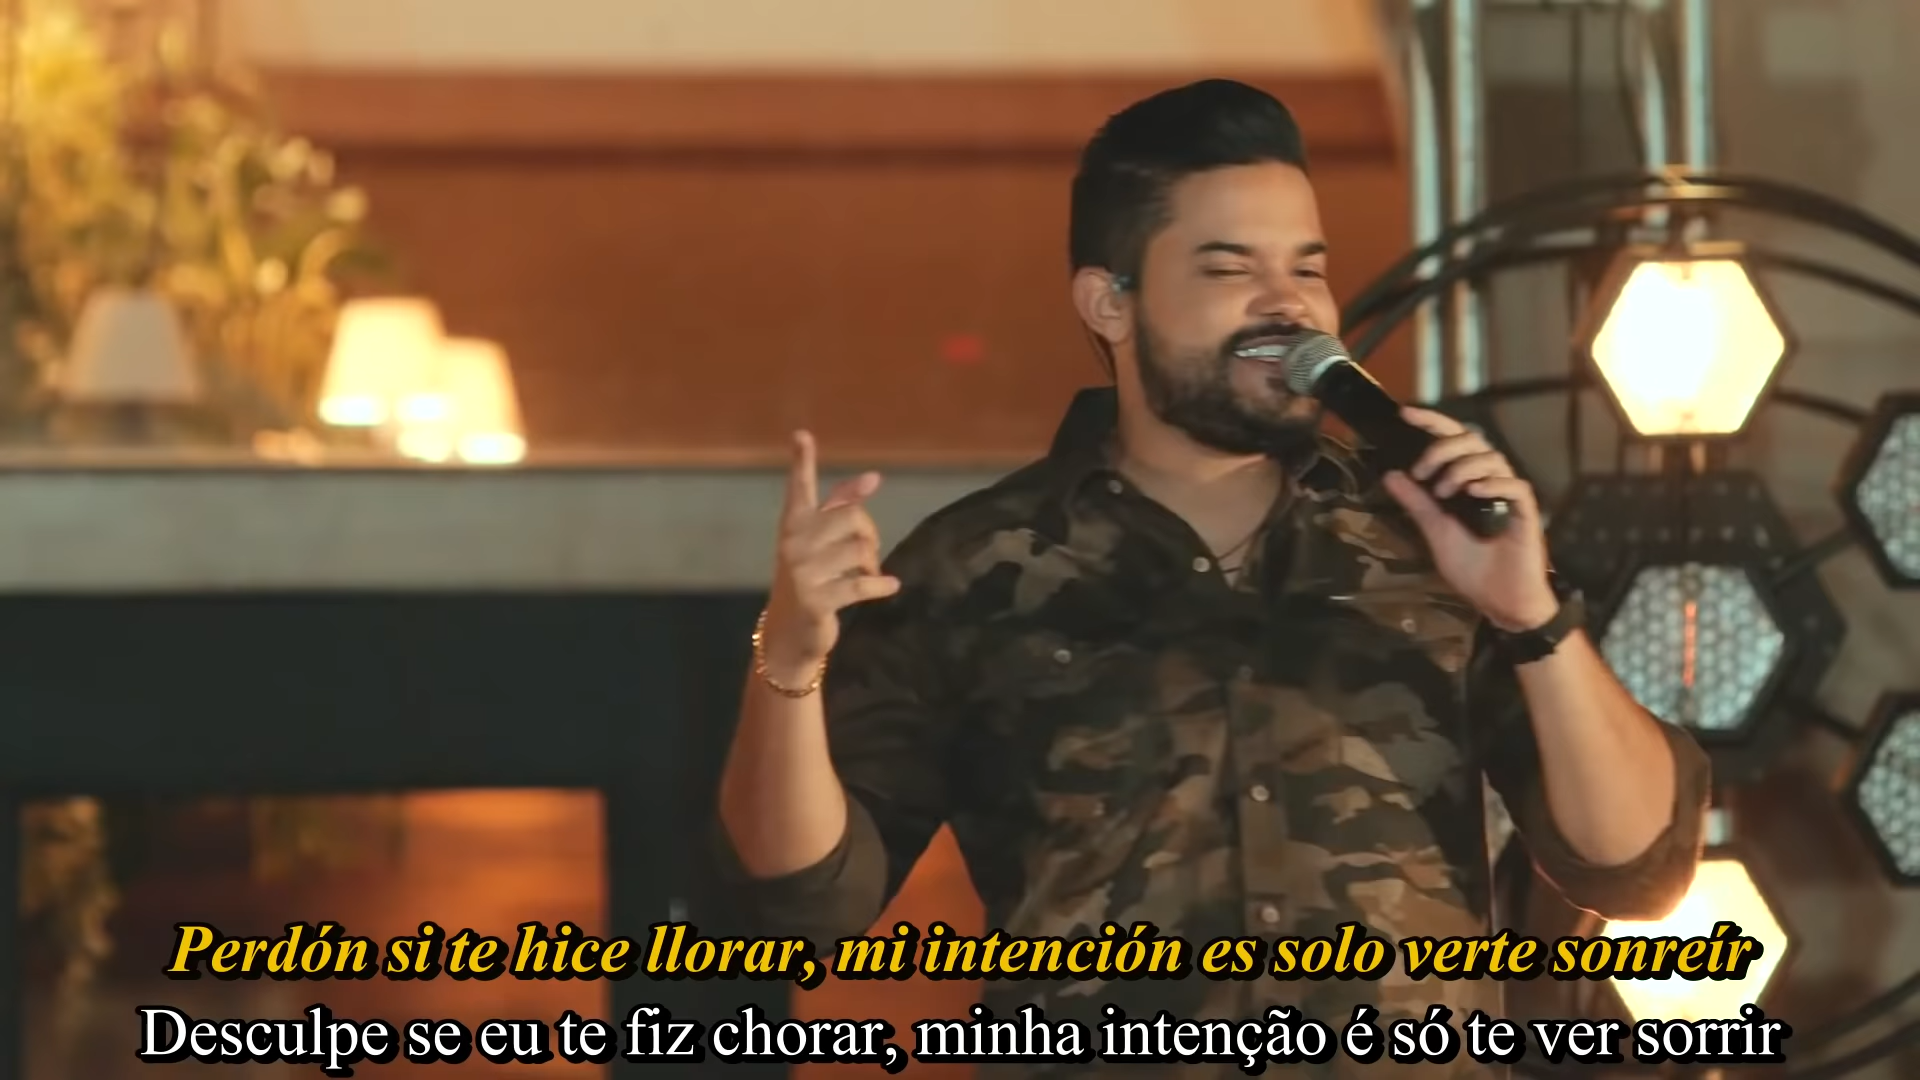 Perdón si te hice llorar, mi intención es solo verte sonreír
Desculpe se eu te fiz chorar, minha intenção é só te ver sorrir